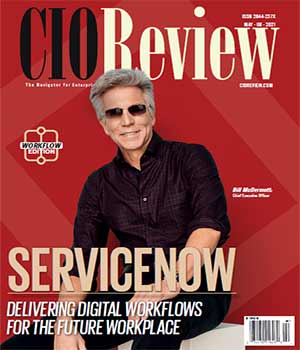 CIOReview
ISSN 2644-237X
MAY - 06 - 2021
The Navigator for Enterprise
CIOREVIEW.COM
WORKFLOW
EDITION
Bill McDermott,
Chief Executive Officer
SERVICENOW
DELIVERING DIGITAL WORKFLOWS
FOR THE FUTURE WORKPLACE